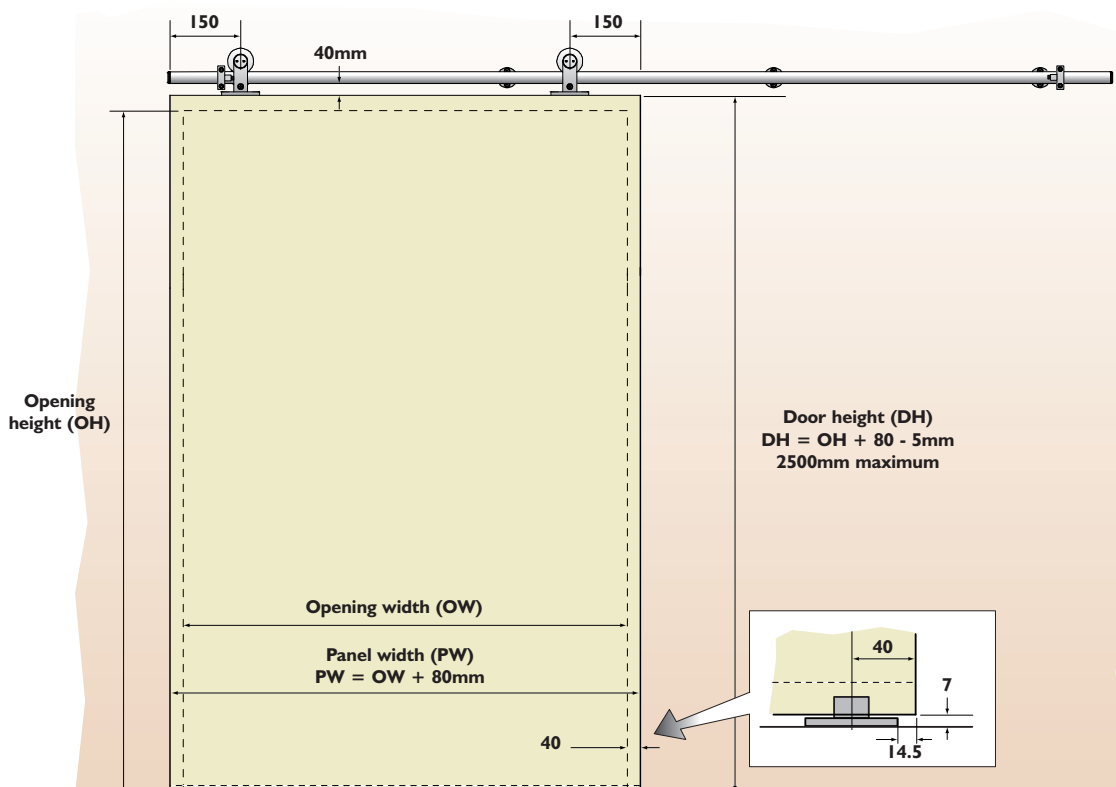 150
150
40mm
Opening
height (OH)
Door height (DH)
DH = OH + 80 - 5mm
2500mm maximum
Opening width (OW)
Panel width (PW)
PW = OW + 80mm
40
40
7
14.5